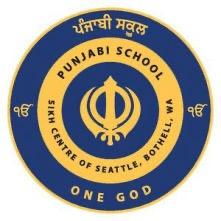 ਪੰਜਾਬੀ ਸਕੂਲ
PUNJABI SCHOOL
SIKH CENTRE OF SEATTLE, BOTHELL, WA
ੴ ੴ
ONE GOD